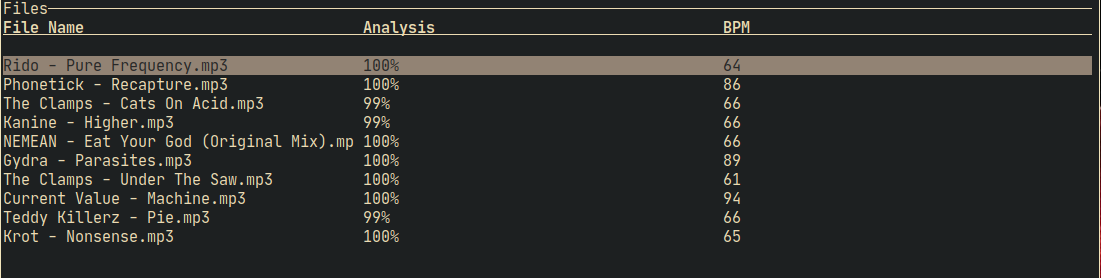 Files
File Name Analysis BPM
Rido - Pure Frequency.mp3 100% 64
Phonetick - Recapture.mp3 100% 86
The Clamps - Cats On Acid.mp3 99% 66
Kanine - Higher.mp3 99% 66
NEMEAN - Eat Your God (Original Mix).mp 100% 66
Gydra - Parasites.mp3 100% 89
The Clamps - Under The Saw.mp3 100% 61
Current Value - Machine.mp3 100% 94
Teddy Killerz - Pie.mp3 99% 66
Krot - Nonsense.mp3 100% 65